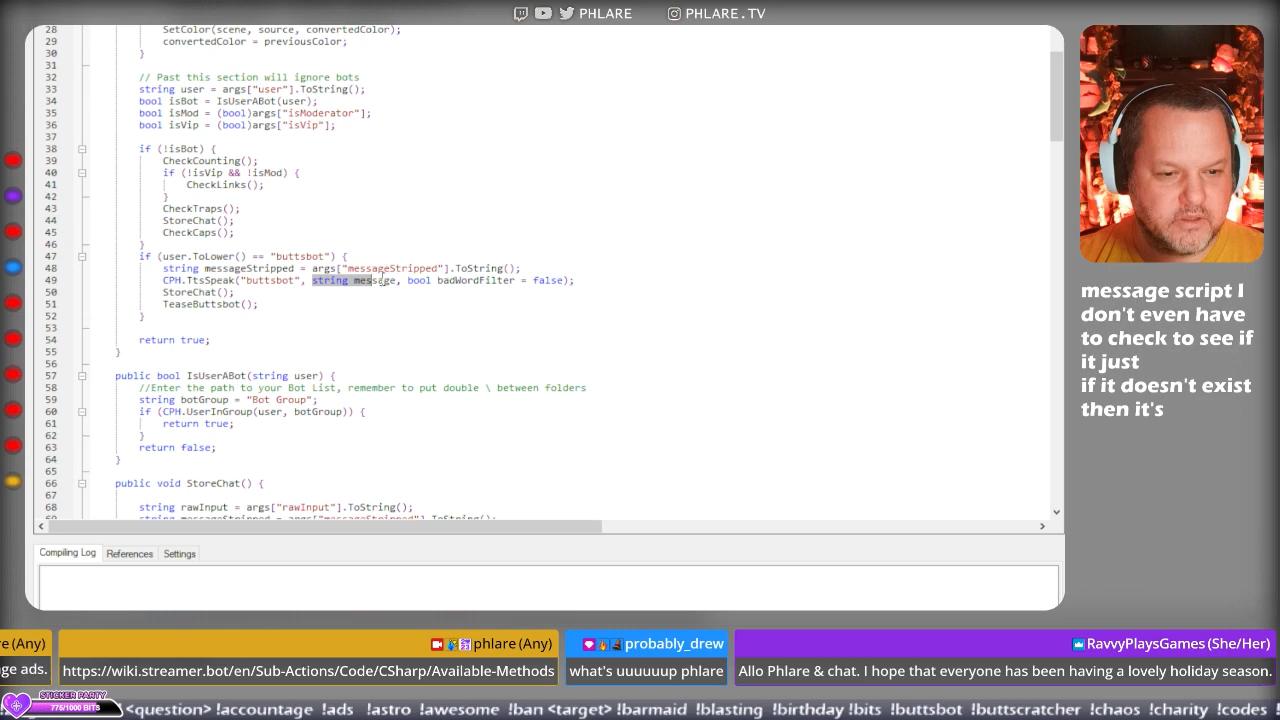 PHLARE PHLARE.TV
28 SetColor(scene, source, convertedColor);
29 convertedColor = previousColor;
30 }
31
32 // Past this section will ignore bots
33 string user = args["user"].ToString();
34 bool isBot = IsUserABot(user);
35 bool isMod = (bool)args["isModerator"];
36 bool isVip = (bool)args["isVip"];
37
38 if (!isBot) {
39 CheckCounting();
40 if (!isVip && !isMod) {
41 CheckLinks();
42 }
43 CheckTraps();
44 StoreChat();
45 CheckCaps();
46 }
47 if (user.ToLower() == "buttsbot") {
48 string messageStripped = args["messageStripped"].ToString();
49 CPH.TtsSpeak("buttsbot", string message, bool badWordFilter = false);
50 StoreChat();
51 TeaseButtsbot();
52 }
53
54 return true;
55 }
56
57 public bool IsUserABot(string user) {
58 //Enter the path to your Bot List, remember to put double \ between folders
59 string botGroup = "Bot Group";
60 if (CPH.UserInGroup(user, botGroup)) {
61 return true;
62 }
63 return false;
64 }
65
66 public void StoreChat() {
67
68 string rawInput = args["rawInput"].ToString();
69 string messageStripped = args["messageStripped"].ToString();
Compiling Log References Settings
message script I
don't even have
to check to see if
it just
if it doesn't exist
then it's
e (Any)
ge ads.
phlare (Any)
https://wiki.streamer.bot/en/Sub-Actions/Code/CSharp/Available-Methods
probably_drew
what's uuuuuup phlare
RavvyPlaysGames (She/Her)
Allo Phlare & chat. I hope that everyone has been having a lovely holiday season.
STICKER PARTY
775/1000 BITS
<question> !accountage !ads !astro !awesome !ban <target> !barmaid !blasting !birthday !bits !buttsbot !buttscratcher !chaos !charity !codes